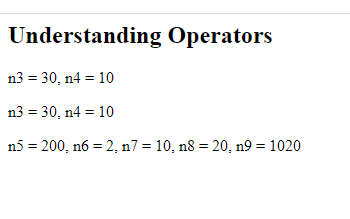 Understanding Operators
n3 = 30, n4 = 10
n3 = 30, n4 = 10
n5 = 200, n6 = 2, n7 = 10, n8 = 20, n9 = 1020